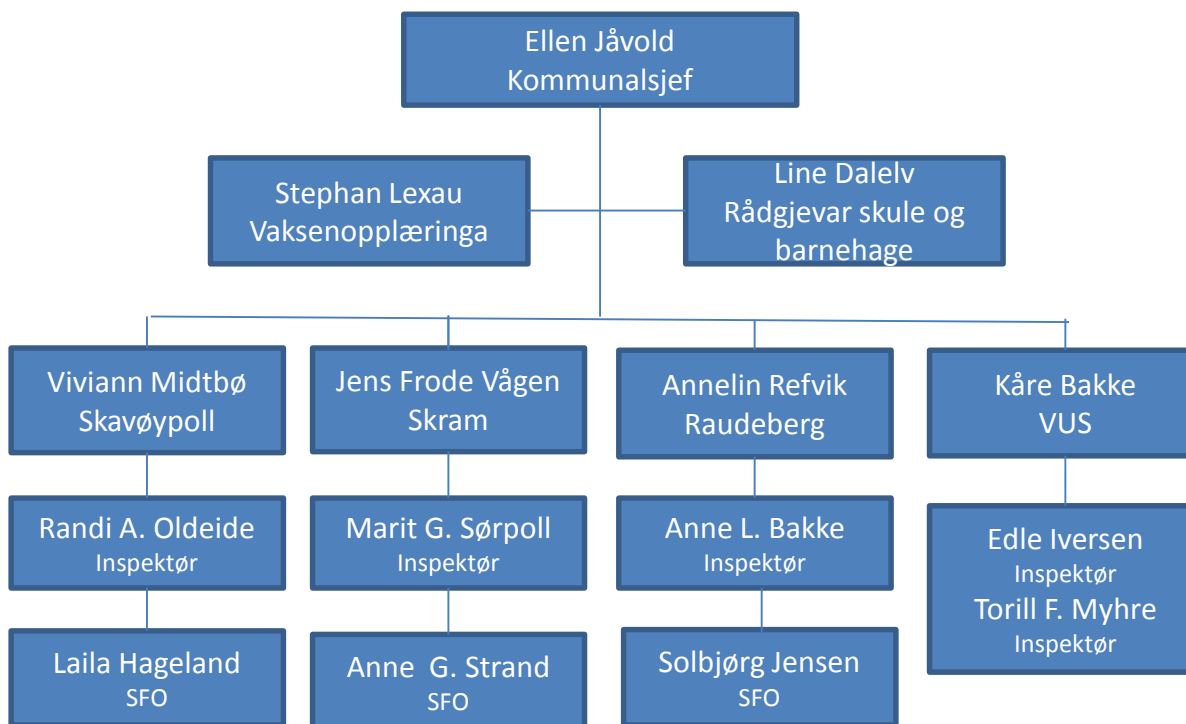 Ellen Jåvold
Kommunalsjef
Stephan Lexau
Vaksenopplæringa
Line Dalelv
Rådgjevar skule og
barnehage
Viviann Midtbø
Skavøypoll
Jens Frode Vågen
Skram
Annelin Refvik
Raudeberg
Kåre Bakke
VUS
Randi A. Oldeide
Inspektør
Marit G. Sørpoll
Inspektør
Anne L. Bakke
Inspektør
Edle Iversen
Inspektør
Torill F. Myhre
Inspektør
Laila Hageland
SFO
Anne  G. Strand
SFO
Solbjørg Jensen
SFO